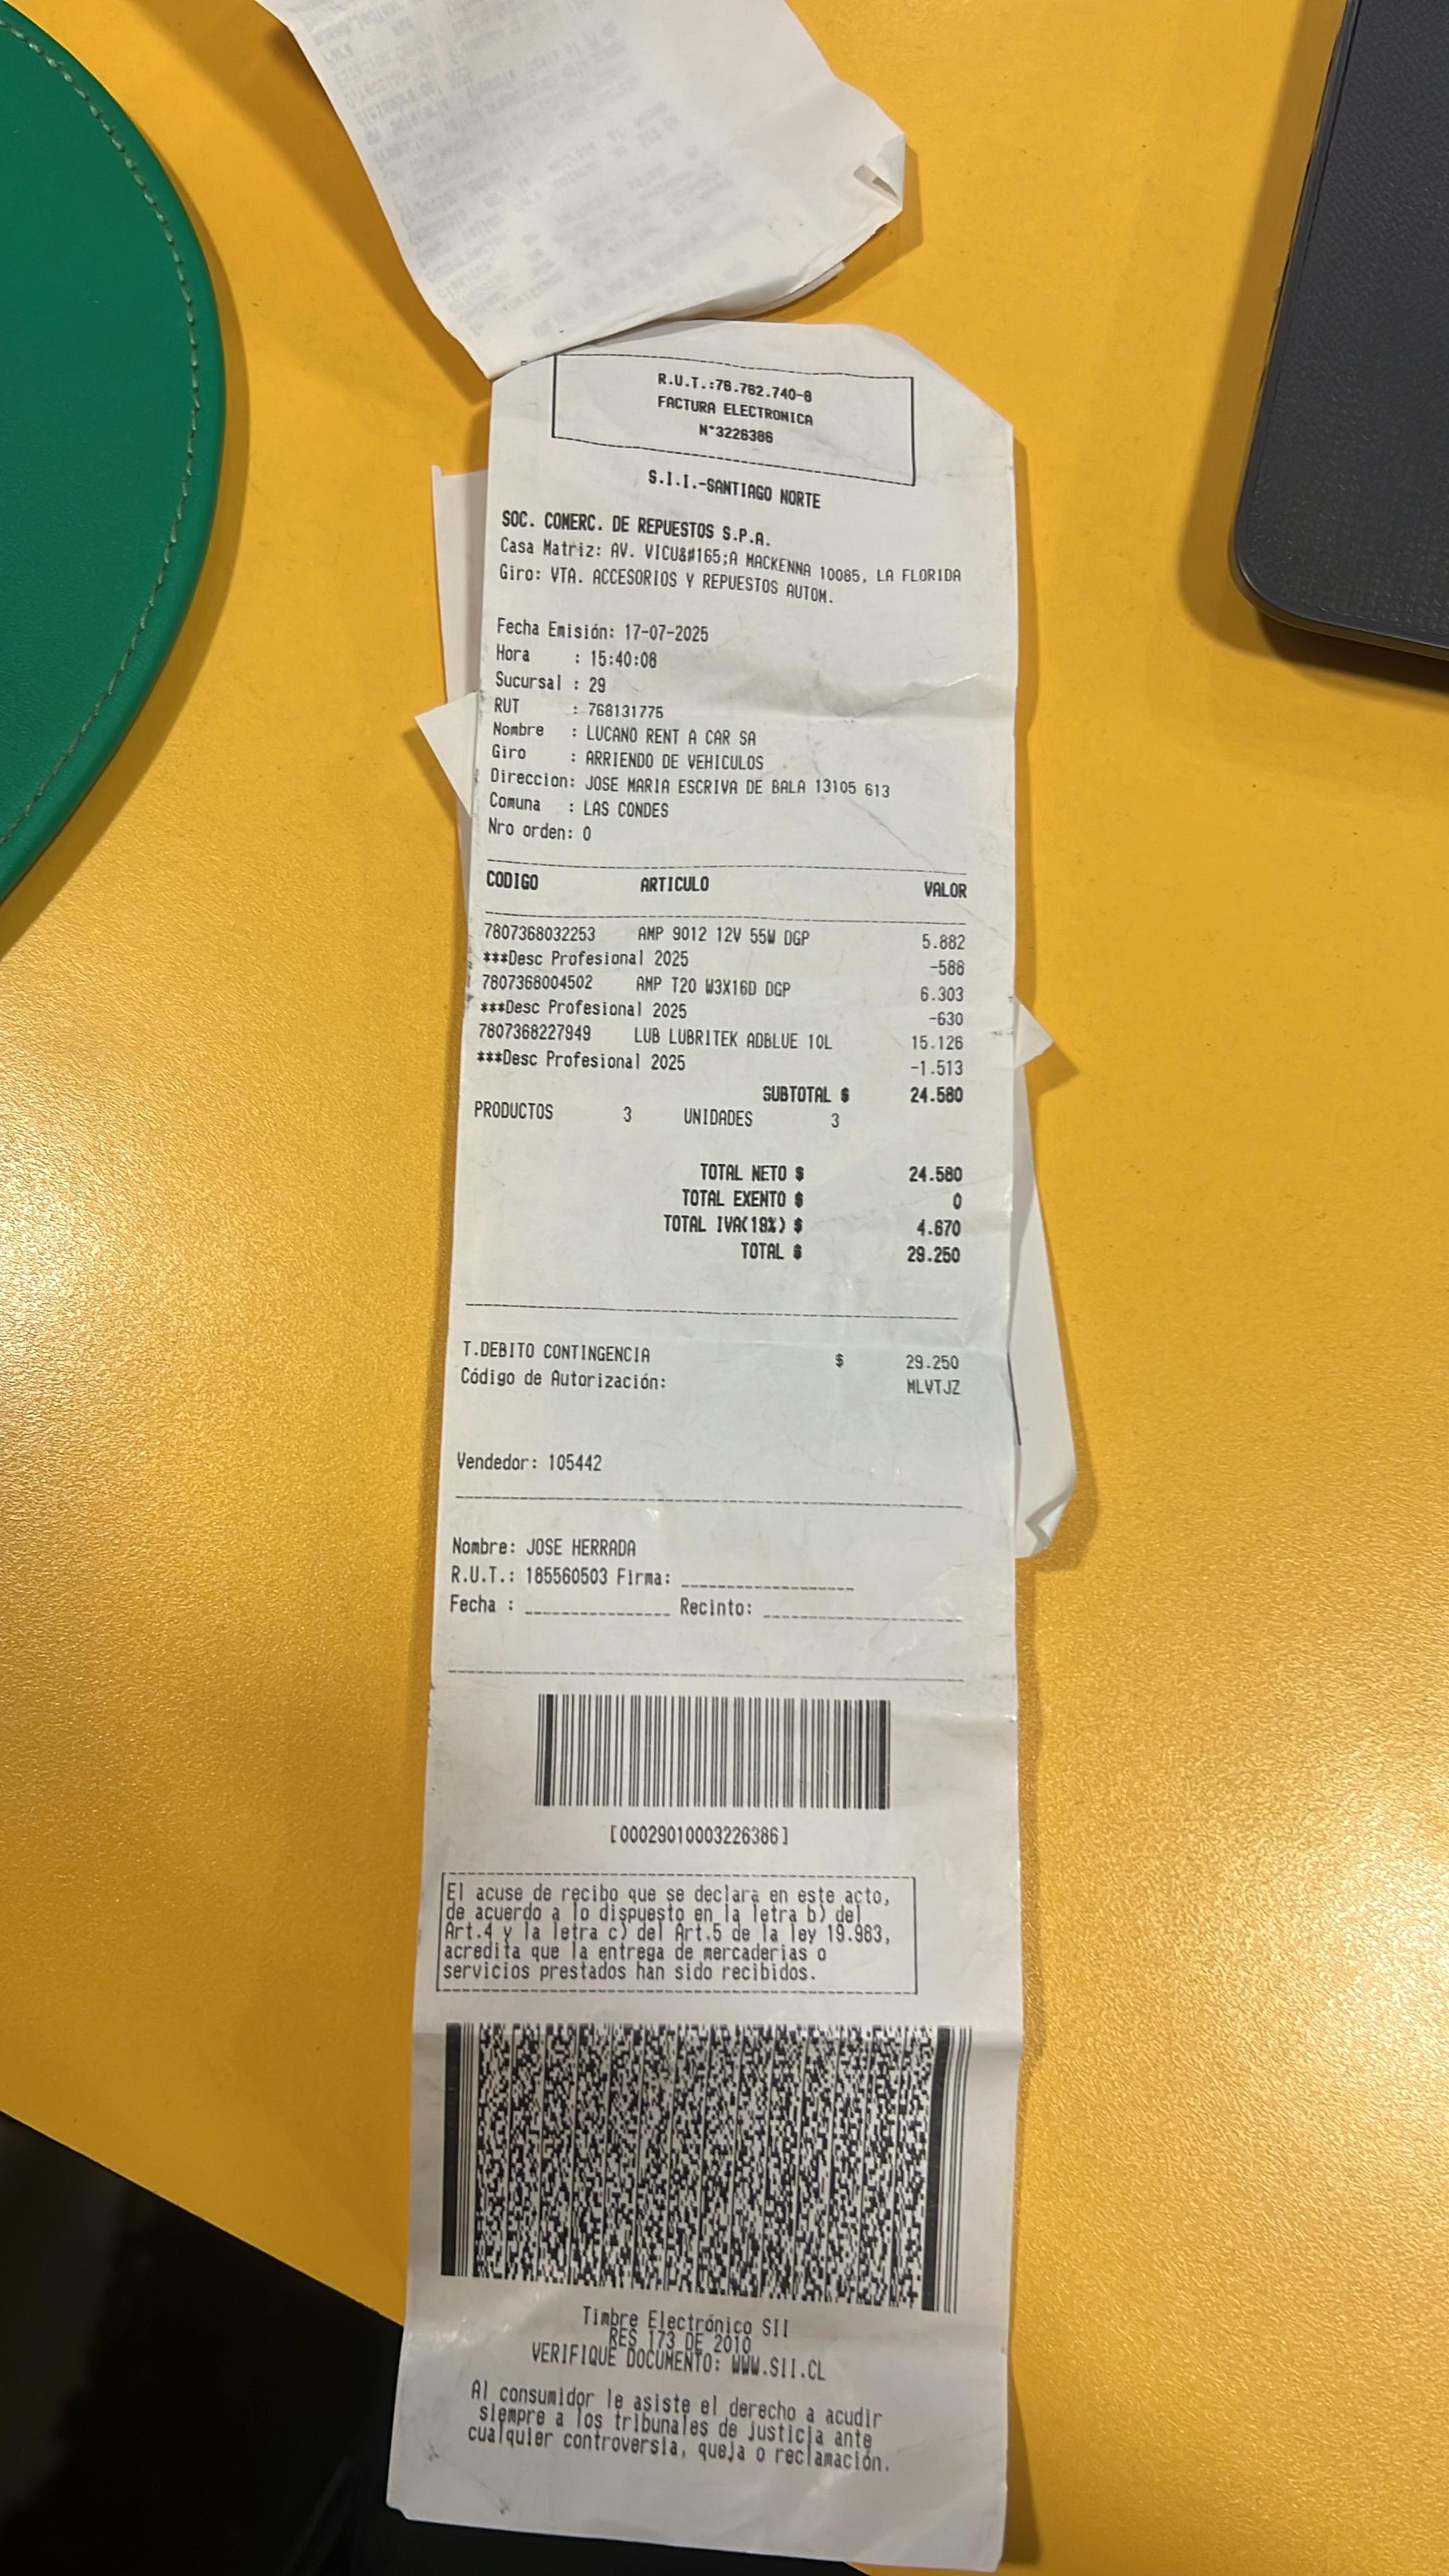 R.U.T.:76.762.740-8
FACTURA ELECTRONICA
N°3226386
S.I.I.-SANTIAGO NORTE
SOC. COMERC. DE REPUESTOS S.P.A.
Casa Matriz: AV. VICU&#165;A MACKENNA 10085, LA FLORIDA
Giro: VTA. ACCESORIOS Y REPUESTOS AUTOM.
Fecha Emisión: 17-07-2025
Hora : 15:40:08
Sucursal : 29
RUT : 768131775
Nombre : LUCANO RENT A CAR SA
Giro : ARRIENDO DE VEHICULOS
Direccion: JOSE MARIA ESCRIVA DE BALA 13105 613
Comuna : LAS CONDES
Nro orden: 0
CODIGO ARTICULO VALOR
7807368032253 AMP 9012 12V 55W DGP 5.882
***Desc Profesional 2025 -588
7807368004502 AMP T20 W3X16D DGP 6.303
***Desc Profesional 2025 -630
7807368227949 LUB LUBRITEK ADBLUE 10L 15.126
***Desc Profesional 2025 -1.513
SUBTOTAL $ 24.580
PRODUCTOS 3 UNIDADES 3
TOTAL NETO $ 24.580
TOTAL EXENTO $ 0
TOTAL IVA(19%) $ 4.670
TOTAL $ 29.250
T.DEBITO CONTINGENCIA $ 29.250
Código de Autorización: MLVTJZ
Vendedor: 105442
Nombre: JOSE HERRADA
R.U.T.: 185560503 Firma: ___________________
Fecha : ________________ Recinto: ______________________
[00029010003226386]
El acuse de recibo que se declara en este acto,
de acuerdo a lo dispuesto en la letra b) del
Art.4 y la letra c) del Art.5 de la ley 19.983,
acredita que la entrega de mercaderias o
servicios prestados han sido recibidos.
Timbre Electrónico SII
RES 173 DE 2010
VERIFIQUE DOCUMENTO: WWW.SII.CL
Al consumidor le asiste el derecho a acudir
siempre a los tribunales de justicia ante
cualquier controversia, queja o reclamación.